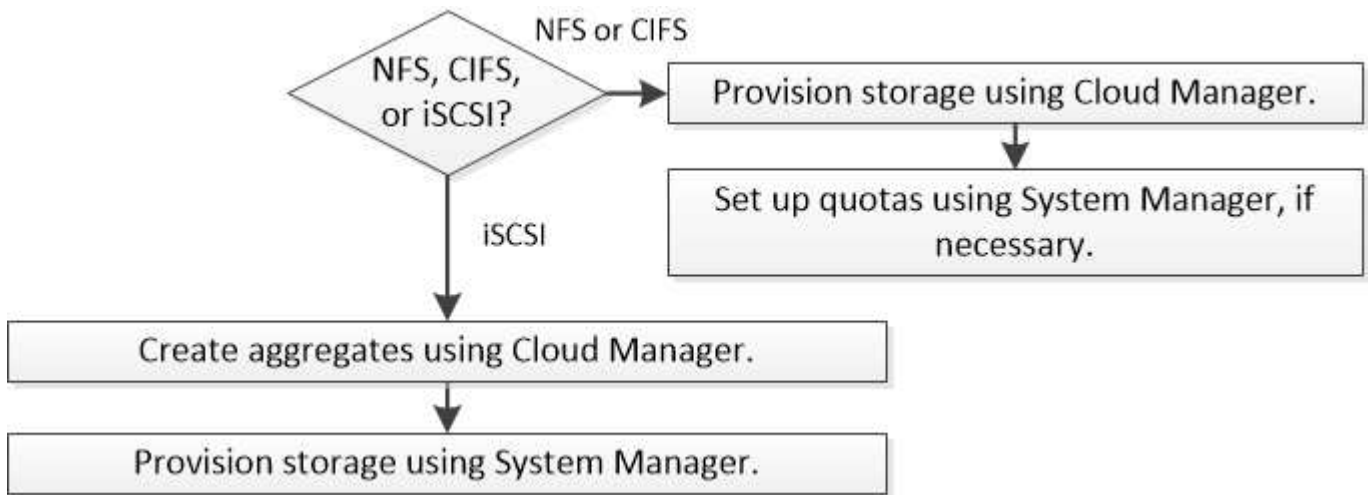 NFS or CIFS
NFS, CIFS,
or iSCSI?
Provision storage using Cloud Manager.
Set up quotas using System Manager, if
necessary.
iSCSI
Create aggregates using Cloud Manager.
Provision storage using System Manager.